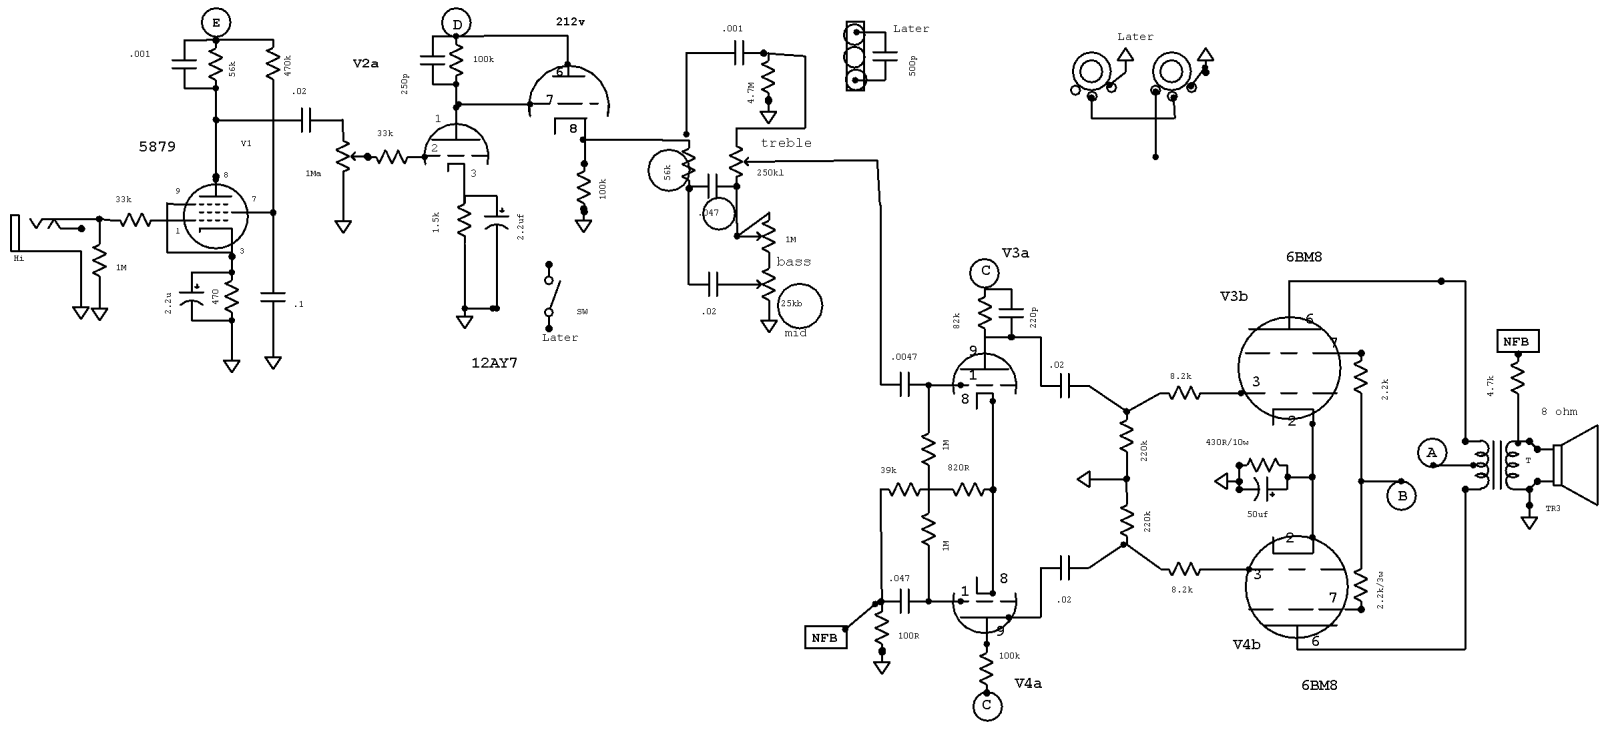 E
.001
56k
470k
.02
5879
V1
8
9
7
1
3
33k
Hi
1M
2.2u
470
.1
1Ma
33k
D
212v
V2a
250p
100k
6
7
8
1
2
3
1.5k
2.2uf
100k
12AY7
sw
Later
.001
4.7M
treble
56k
250kl
.047
1M
bass
25kb
.02
mid
Later
500p
Later
V3a
C
82k
220p
9
1
8
.0047
1M
39k
820R
1M
.047
NFB
100R
8
1
9
100k
C
V4a
.02
220k
220k
.02
8.2k
8.2k
6BM8
V3b
6
7
3
2
430R/10w
50uf
2
3
7
6
V4b
6BM8
2.2k
B
2.2k/3w
A
NFB
4.7k
8 ohm
T
TR3